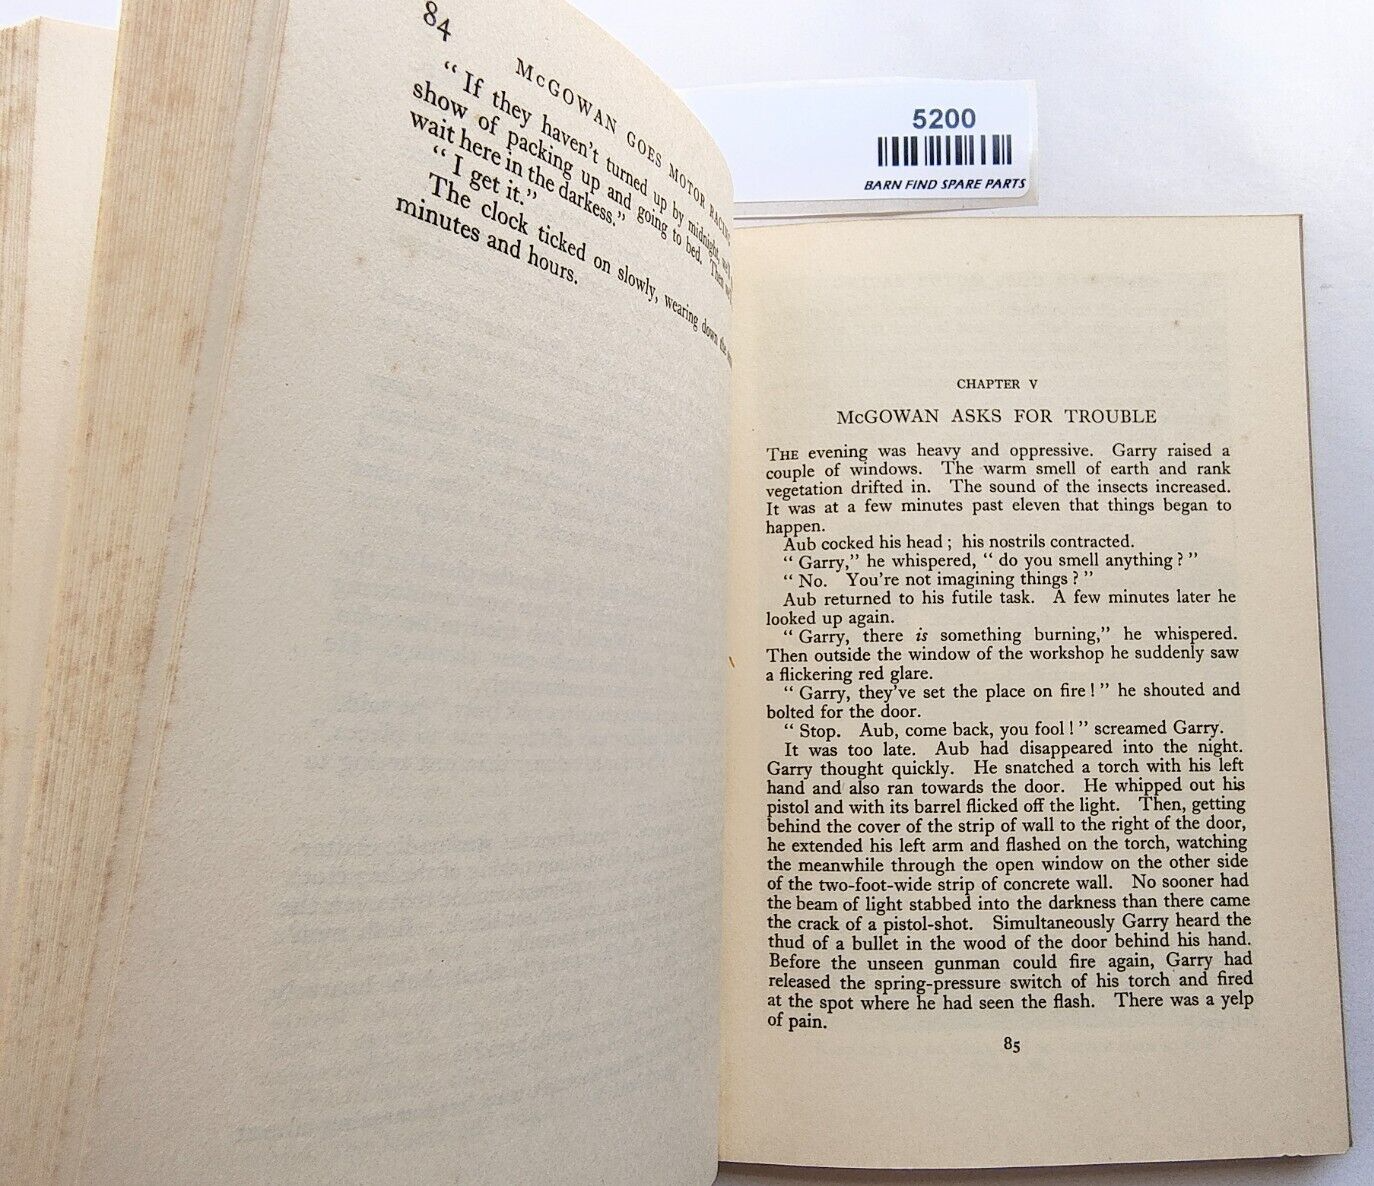 84
McGOWAN GOES MOTOR RACING
" If they haven't turned up by midnight, we'll
show of packing up and going to bed. Then we'll
wait here in the darkess."
" I get it."
The clock ticked on slowly, wearing down the
minutes and hours.
5200
BARN FIND SPARE PARTS
CHAPTER V
McGOWAN ASKS FOR TROUBLE
THE evening was heavy and oppressive. Garry raised a
couple of windows. The warm smell of earth and rank
vegetation drifted in. The sound of the insects increased.
It was at a few minutes past eleven that things began to
happen.
Aub cocked his head ; his nostrils contracted.
" Garry," he whispered, " do you smell anything ? "
" No. You're not imagining things ? "
Aub returned to his futile task. A few minutes later he
looked up again.
" Garry, there is something burning," he whispered.
Then outside the window of the workshop he suddenly saw
a flickering red glare.
" Garry, they've set the place on fire ! " he shouted and
bolted for the door.
" Stop. Aub, come back, you fool ! " screamed Garry.
It was too late. Aub had disappeared into the night.
Garry thought quickly. He snatched a torch with his left
hand and also ran towards the door. He whipped out his
pistol and with its barrel flicked off the light. Then, getting
behind the cover of the strip of wall to the right of the door,
he extended his left arm and flashed on the torch, watching
the meanwhile through the open window on the other side
of the two-foot-wide strip of concrete wall. No sooner had
the beam of light stabbed into the darkness than there came
the crack of a pistol-shot. Simultaneously Garry heard the
thud of a bullet in the wood of the door behind his hand.
Before the unseen gunman could fire again, Garry had
released the spring-pressure switch of his torch and fired
at the spot where he had seen the flash. There was a yelp
of pain.
85